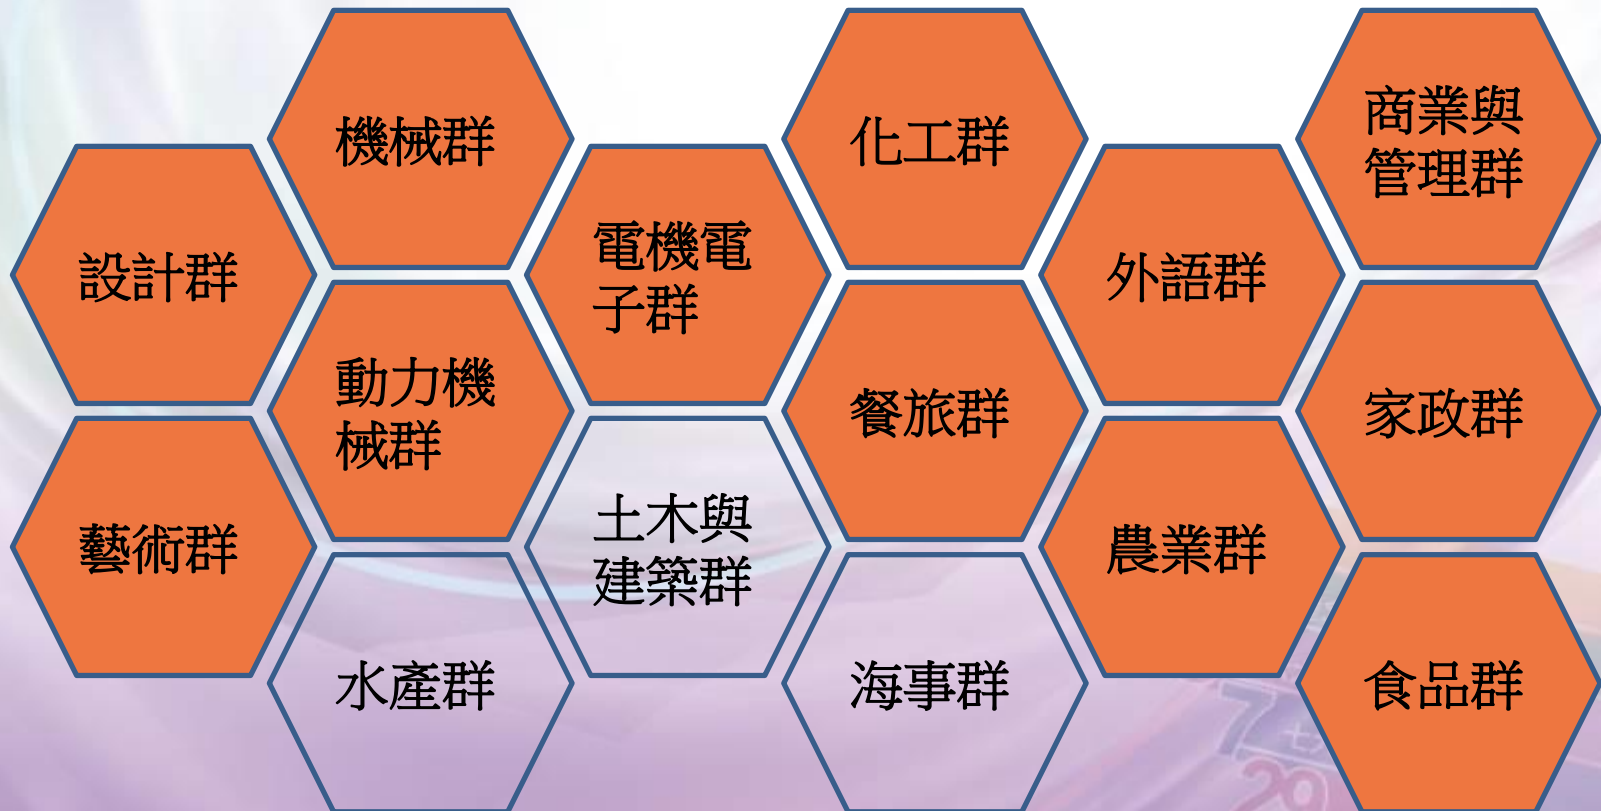 機械群
化工群
商業與
管理群
設計群
電機電
子群
外語群
動力機
械群
餐旅群
家政群
藝術群
土木與
建築群
農業群
水產群
海事群
食品群
7
29